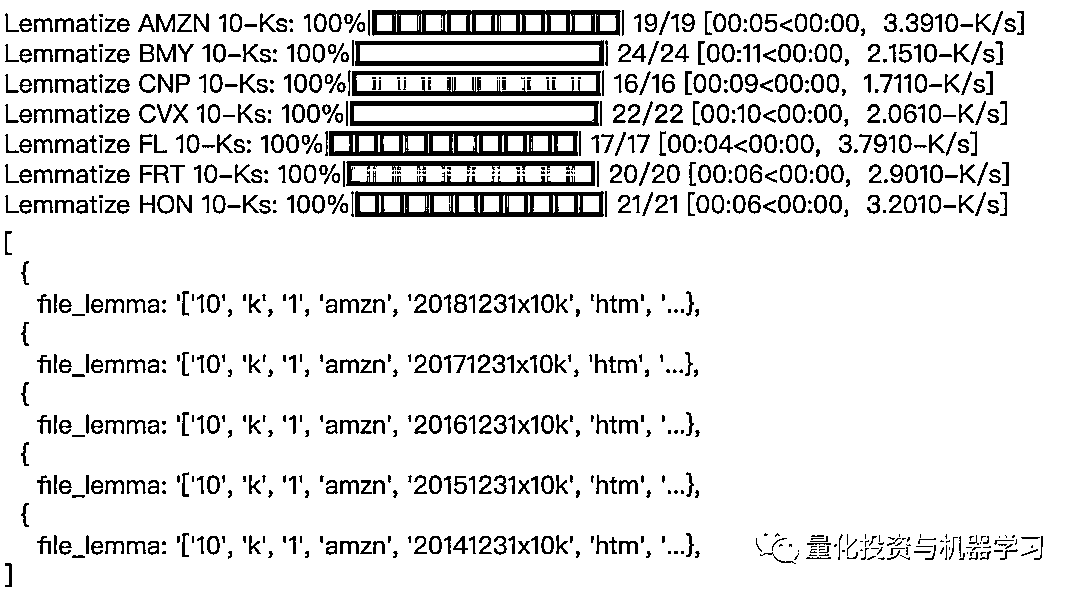 Lemmatize AMZN 10-Ks: 100%|██████████| 19/19 [00:05<00:00, 3.3910-K/s]
Lemmatize BMY 10-Ks: 100%|██████████| 24/24 [00:11<00:00, 2.1510-K/s]
Lemmatize CNP 10-Ks: 100%|██████████| 16/16 [00:09<00:00, 1.7110-K/s]
Lemmatize CVX 10-Ks: 100%|██████████| 22/22 [00:10<00:00, 2.0610-K/s]
Lemmatize FL 10-Ks: 100%|██████████| 17/17 [00:04<00:00, 3.7910-K/s]
Lemmatize FRT 10-Ks: 100%|██████████| 20/20 [00:06<00:00, 2.9010-K/s]
Lemmatize HON 10-Ks: 100%|██████████| 21/21 [00:06<00:00, 3.2010-K/s]
[
{
file_lemma: '['10', 'k', '1', 'amzn', '20181231x10k', 'htm', '...},
{
file_lemma: '['10', 'k', '1', 'amzn', '20171231x10k', 'htm', '...},
{
file_lemma: '['10', 'k', '1', 'amzn', '20161231x10k', 'htm', '...},
{
file_lemma: '['10', 'k', '1', 'amzn', '20151231x10k', 'htm', '...},
{
file_lemma: '['10', 'k', '1', 'amzn', '20141231x10k', 'htm', '...},
]
量化投资与机器学习